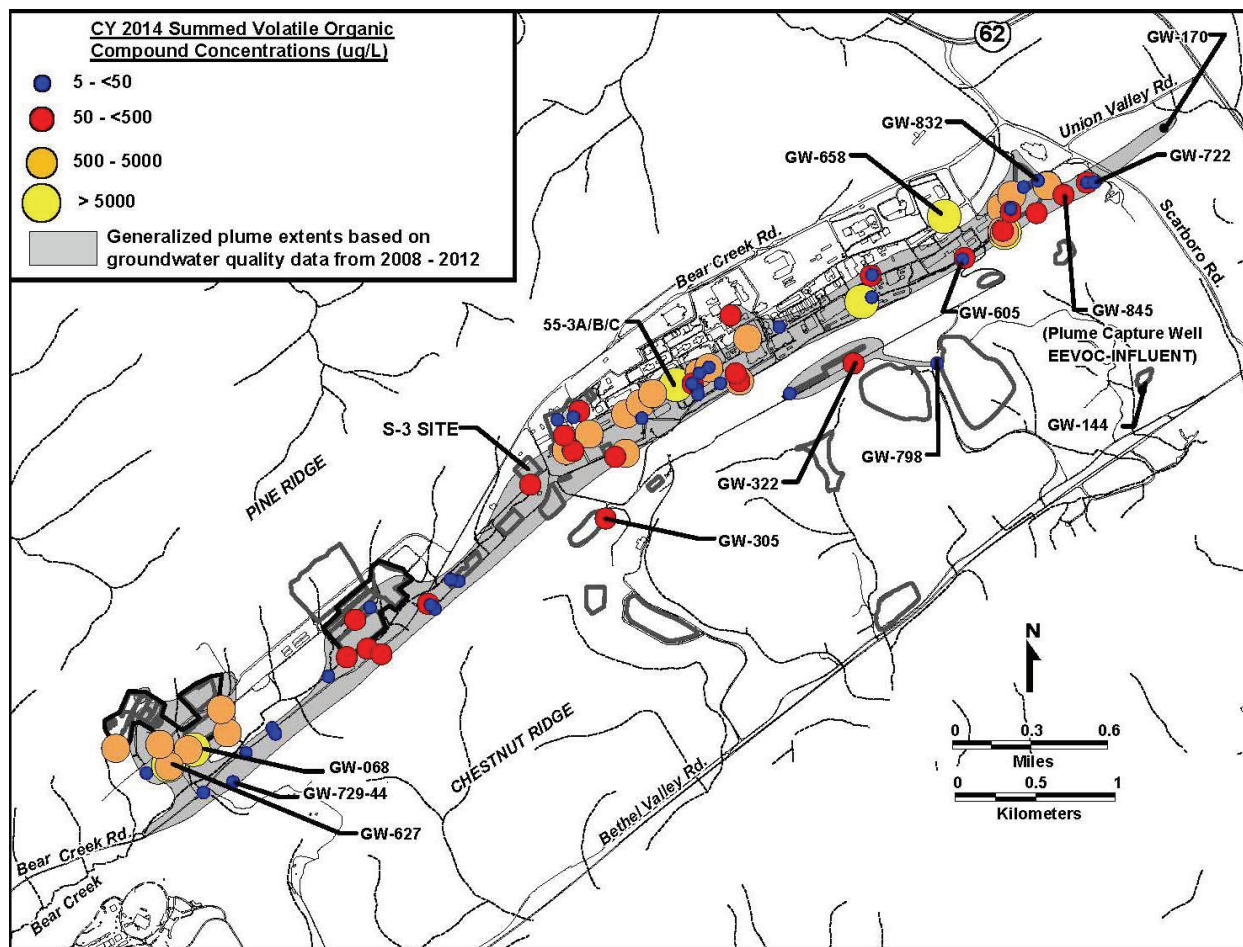 CY 2014 Summed Volatile Organic
Compound Concentrations (ug/L)
5 - <50
50 - <500
500 - 5000
> 5000
Generalized plume extents based on
groundwater quality data from 2008 - 2012
62
GW-170
Union Valley Rd.
GW-832
GW-658
GW-722
Scarboro Rd.
Bear Creek Rd.
55-3A/B/C
GW-605
GW-845
(Plume Capture Well
EEVOC-INFLUENT)
S-3 SITE
GW-144
GW-798
PINE RIDGE
GW-322
GW-305
N
CHESTNUT RIDGE
0 0.3 0.6
Miles
0 0.5 1
Kilometers
GW-068
GW-729-44
GW-627
Bethel Valley Rd.
Bear Creek Rd.
Bear Creek